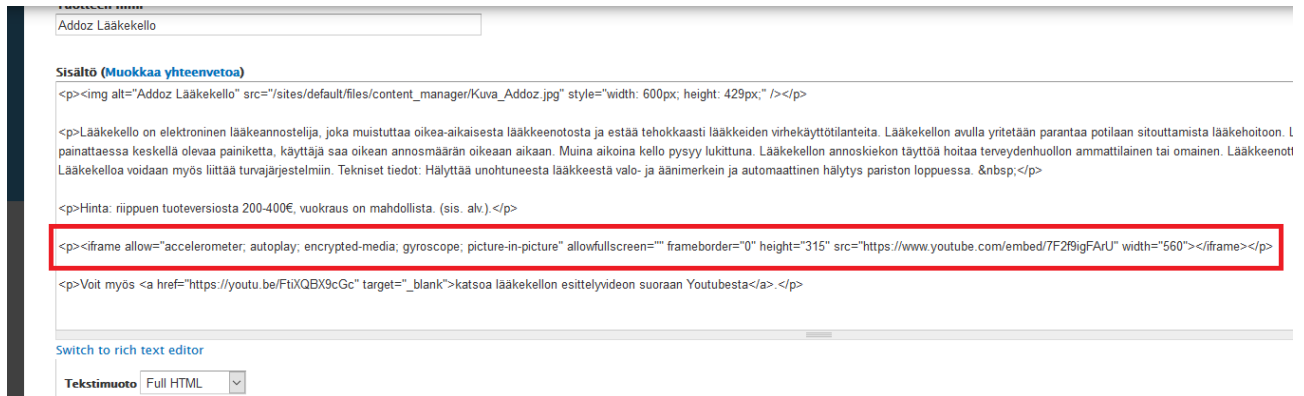 Tuotteen nimi
Addoz Lääkekello
Sisältö (Muokkaa yhteenvetoa)
<p><img alt="Addoz Lääkekello" src="/sites/default/files/content_manager/Kuva_Addoz.jpg" style="width: 600px; height: 429px;" /></p>
<p>Lääkekello on elektroninen lääkeannostelija, joka muistuttaa oikea-aikaisesta lääkkeenotosta ja estää tehokkaasti lääkkeiden virhekäyttötilanteita. Lääkekellon avulla yritetään parantaa potilaan sitouttamista lääkehoitoon. L
painattaessa keskellä olevaa painiketta, käyttäjä saa oikean annosmäärän oikeaan aikaan. Muina aikoina kello pysyy lukittuna. Lääkekellon annoskiekon täyttöä hoitaa terveydenhuollon ammattilainen tai omainen. Lääkkeenott
Lääkekelloa voidaan myös liittää turvajärjestelmiin. Tekniset tiedot: Hälyttää unohtuneesta lääkkeestä valo- ja äänimerkein ja automaattinen hälytys pariston loppuessa. &nbsp;</p>
<p>Hinta: riippuen tuoteversiosta 200-400€, vuokraus on mahdollista. (sis. alv.).</p>
<p><iframe allow="accelerometer; autoplay; encrypted-media; gyroscope; picture-in-picture" allowfullscreen="" frameborder="0" height="315" src="https://www.youtube.com/embed/7F2f9igFArU" width="560"></iframe></p>
<p>Voit myös <a href="https://youtu.be/FtiXQBX9cGc" target="_blank">katsoa lääkekellon esittelyvideon suoraan Youtubesta</a>.</p>
Switch to rich text editor
Tekstimuoto Full HTML